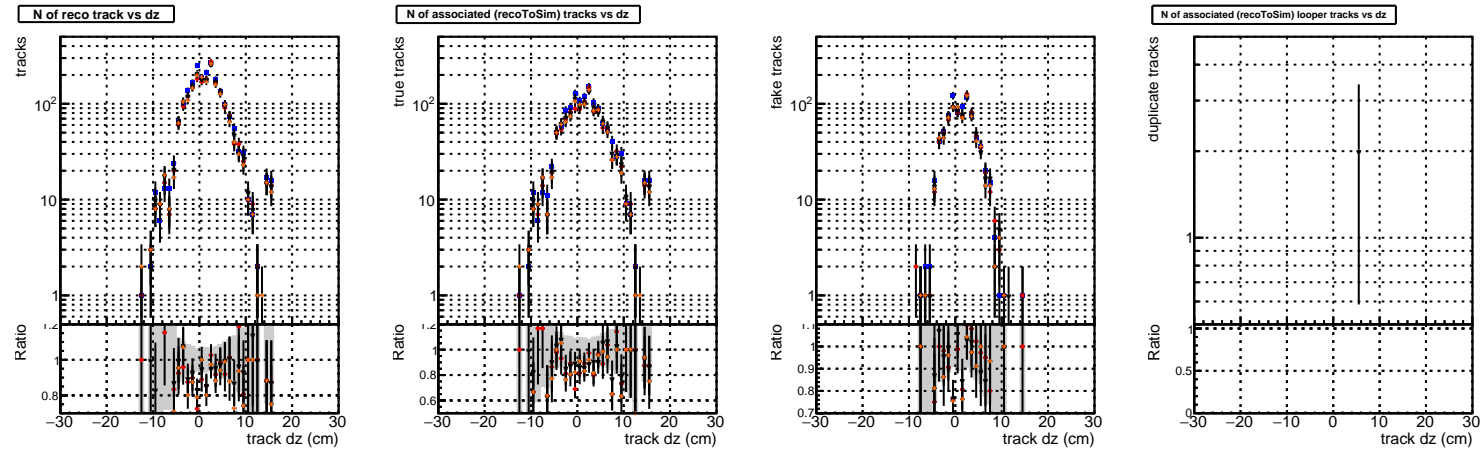 N of reco track vs dz
tracks
10²
10
1
Ratio
1.2
1
0.8
−30 −20 −10 0 10 20 30
track dz (cm)
N of associated (recoToSim) tracks vs dz
true tracks
10²
10
1
Ratio
1.2
1
0.8
0.6
−30 −20 −10 0 10 20 30
track dz (cm)
fake tracks
10²
10
1
Ratio
1.1
1
0.9
0.8
0.7
−30 −20 −10 0 10 20 30
track dz (cm)
N of associated (recoToSim) looper tracks vs dz
duplicate tracks
1
Ratio
1
0.5
0
−30 −20 −10 0 10 20 30
track dz (cm)